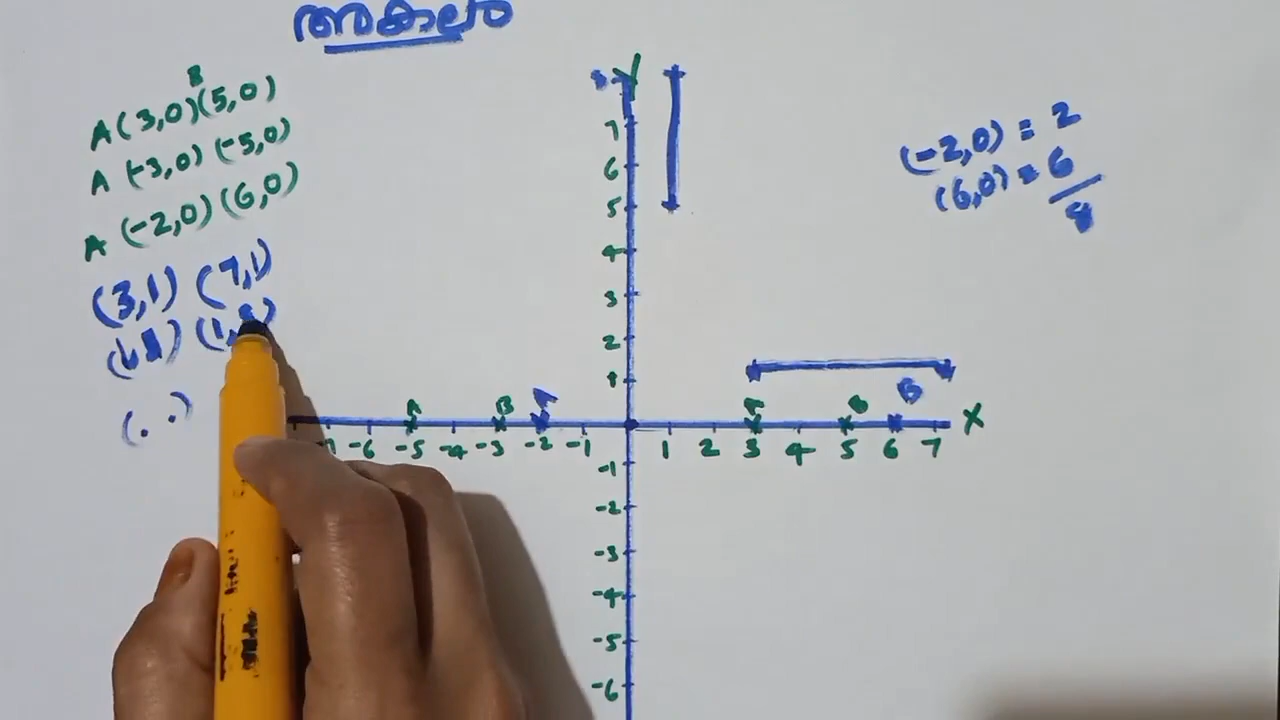 അകലം
B
A(3,0)(5,0)
A(-3,0)(-5,0)
A(-2,0)(6,0)
(3,1) (7,1)
(1,
(. .)
(-2,0) = 2
(6,0) = 6
8
Y
8
7
6
5
4
3
2
1
B
A B A A B
X
-6 -5 -4 -3 -2 -1 1 2 3 4 5 6 7
-1
-2
-3
-4
-5
-6